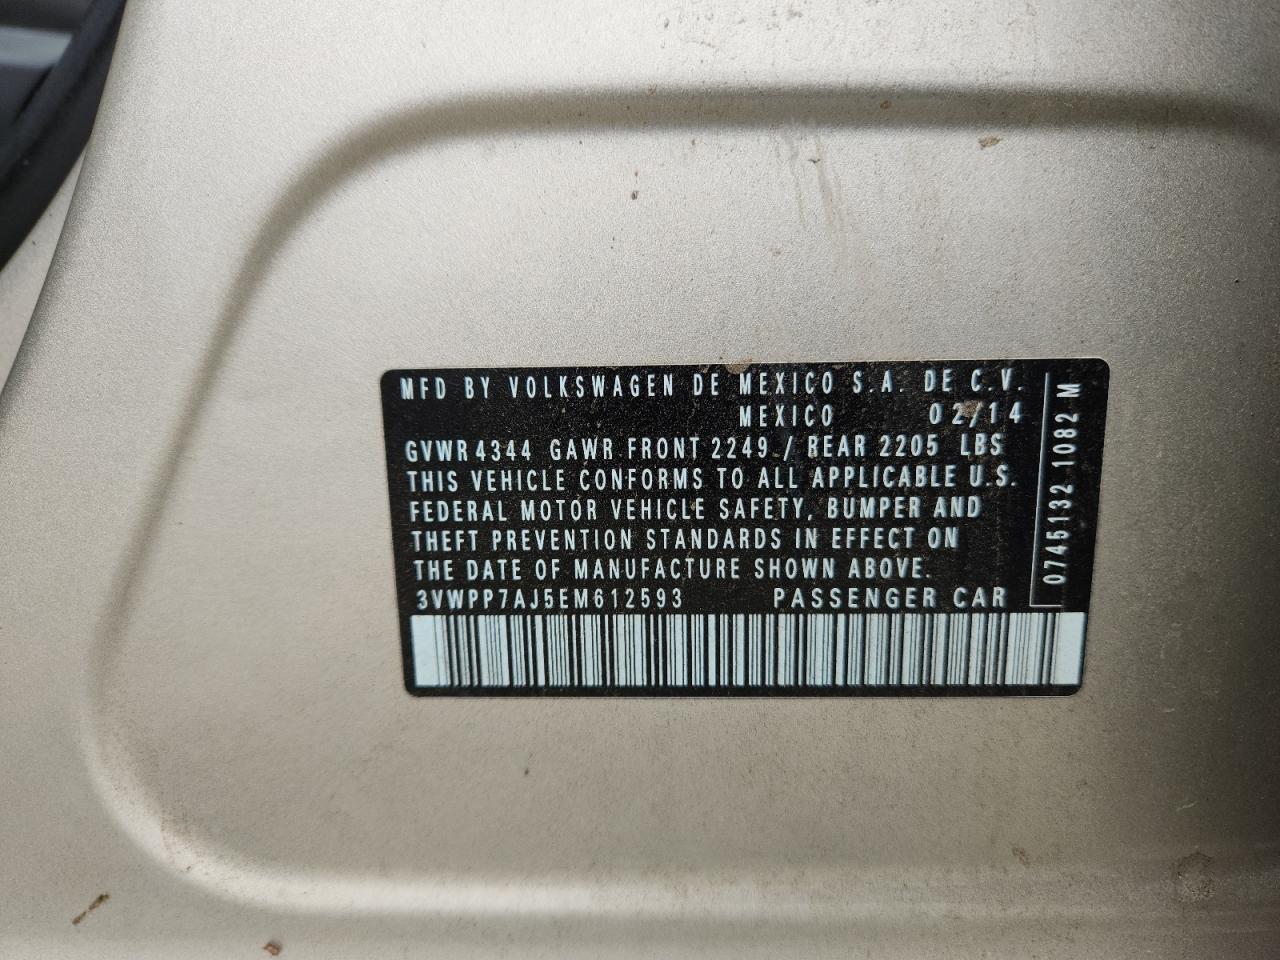 MFD BY VOLKSWAGEN DE MEXICO S.A. DE C.V.
MEXICO 02/14
GVWR 4344 GAWR FRONT 2249 / REAR 2205 LBS
THIS VEHICLE CONFORMS TO ALL APPLICABLE U.S.
FEDERAL MOTOR VEHICLE SAFETY, BUMPER AND
THEFT PREVENTION STANDARDS IN EFFECT ON
THE DATE OF MANUFACTURE SHOWN ABOVE.
3VWPP7AJ5EM612593 PASSENGER CAR
0745132 1082 M